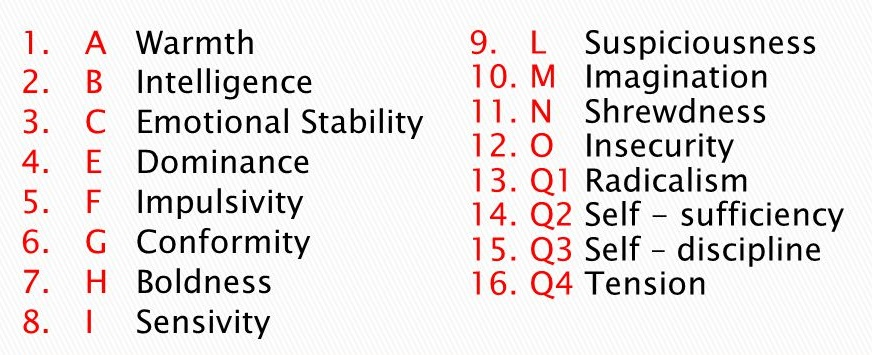 1. A Warmth
2. B Intelligence
3. C Emotional Stability
4. E Dominance
5. F Impulsivity
6. G Conformity
7. H Boldness
8. I Sensivity
9. L Suspiciousness
10. M Imagination
11. N Shrewdness
12. O Insecurity
13. Q1 Radicalism
14. Q2 Self – sufficiency
15. Q3 Self – discipline
16. Q4 Tension